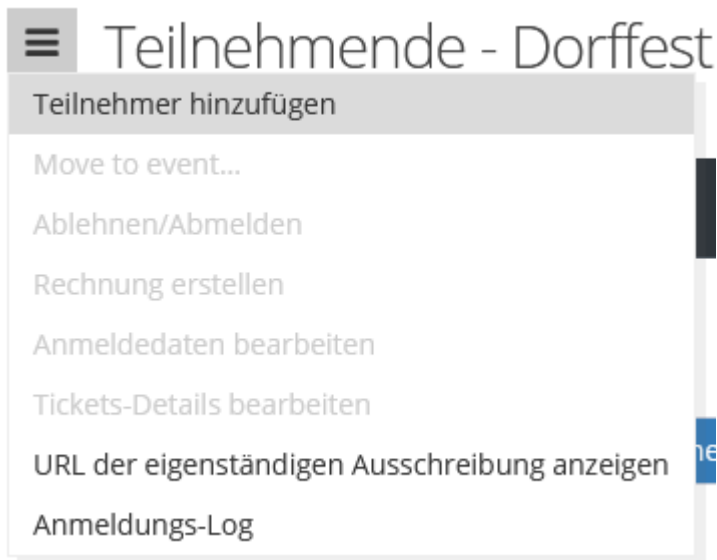 Teilnehmende - Dorffest
Teilnehmer hinzufügen
Move to event...
Ablehnen/Abmelden
Rechnung erstellen
Anmeldedaten bearbeiten
Tickets-Details bearbeiten
URL der eigenständigen Ausschreibung anzeigen
Anmeldungs-Log